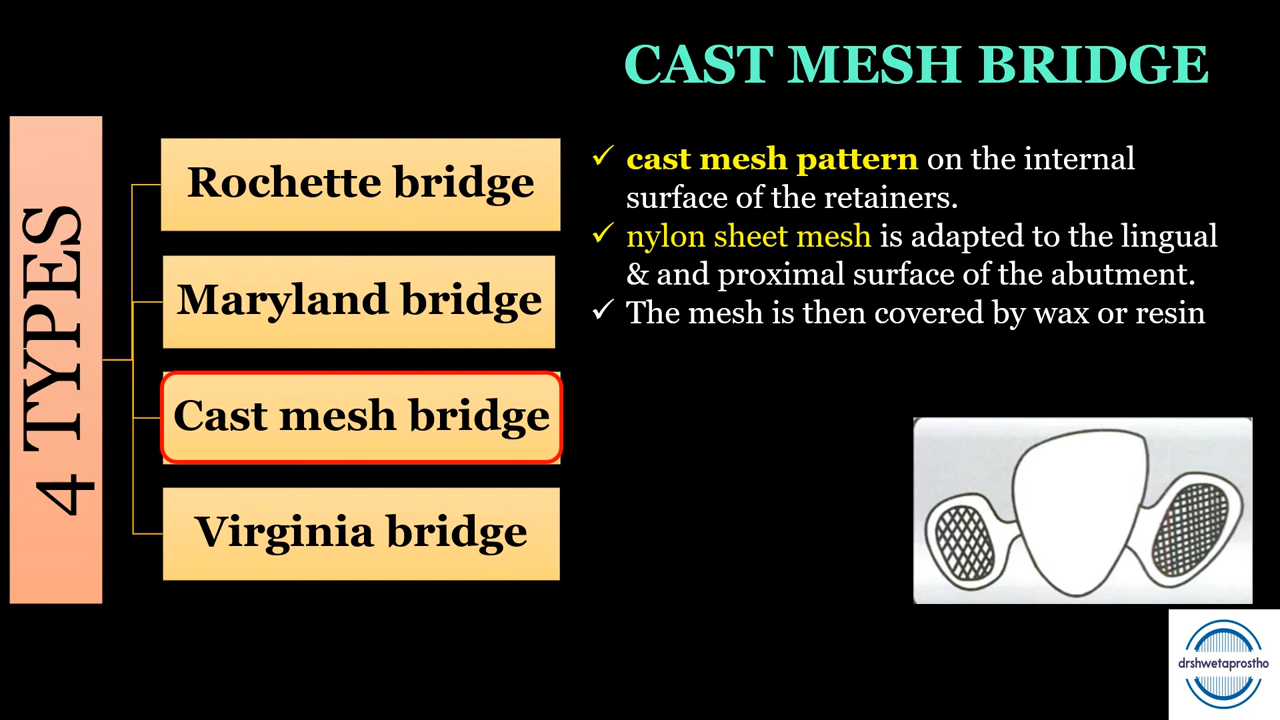 CAST MESH BRIDGE
4 TYPES
Rochette bridge
Maryland bridge
Cast mesh bridge
Virginia bridge
✓ cast mesh pattern on the internal
surface of the retainers.
✓ nylon sheet mesh is adapted to the lingual
& and proximal surface of the abutment.
✓ The mesh is then covered by wax or resin
drshwetaprostho